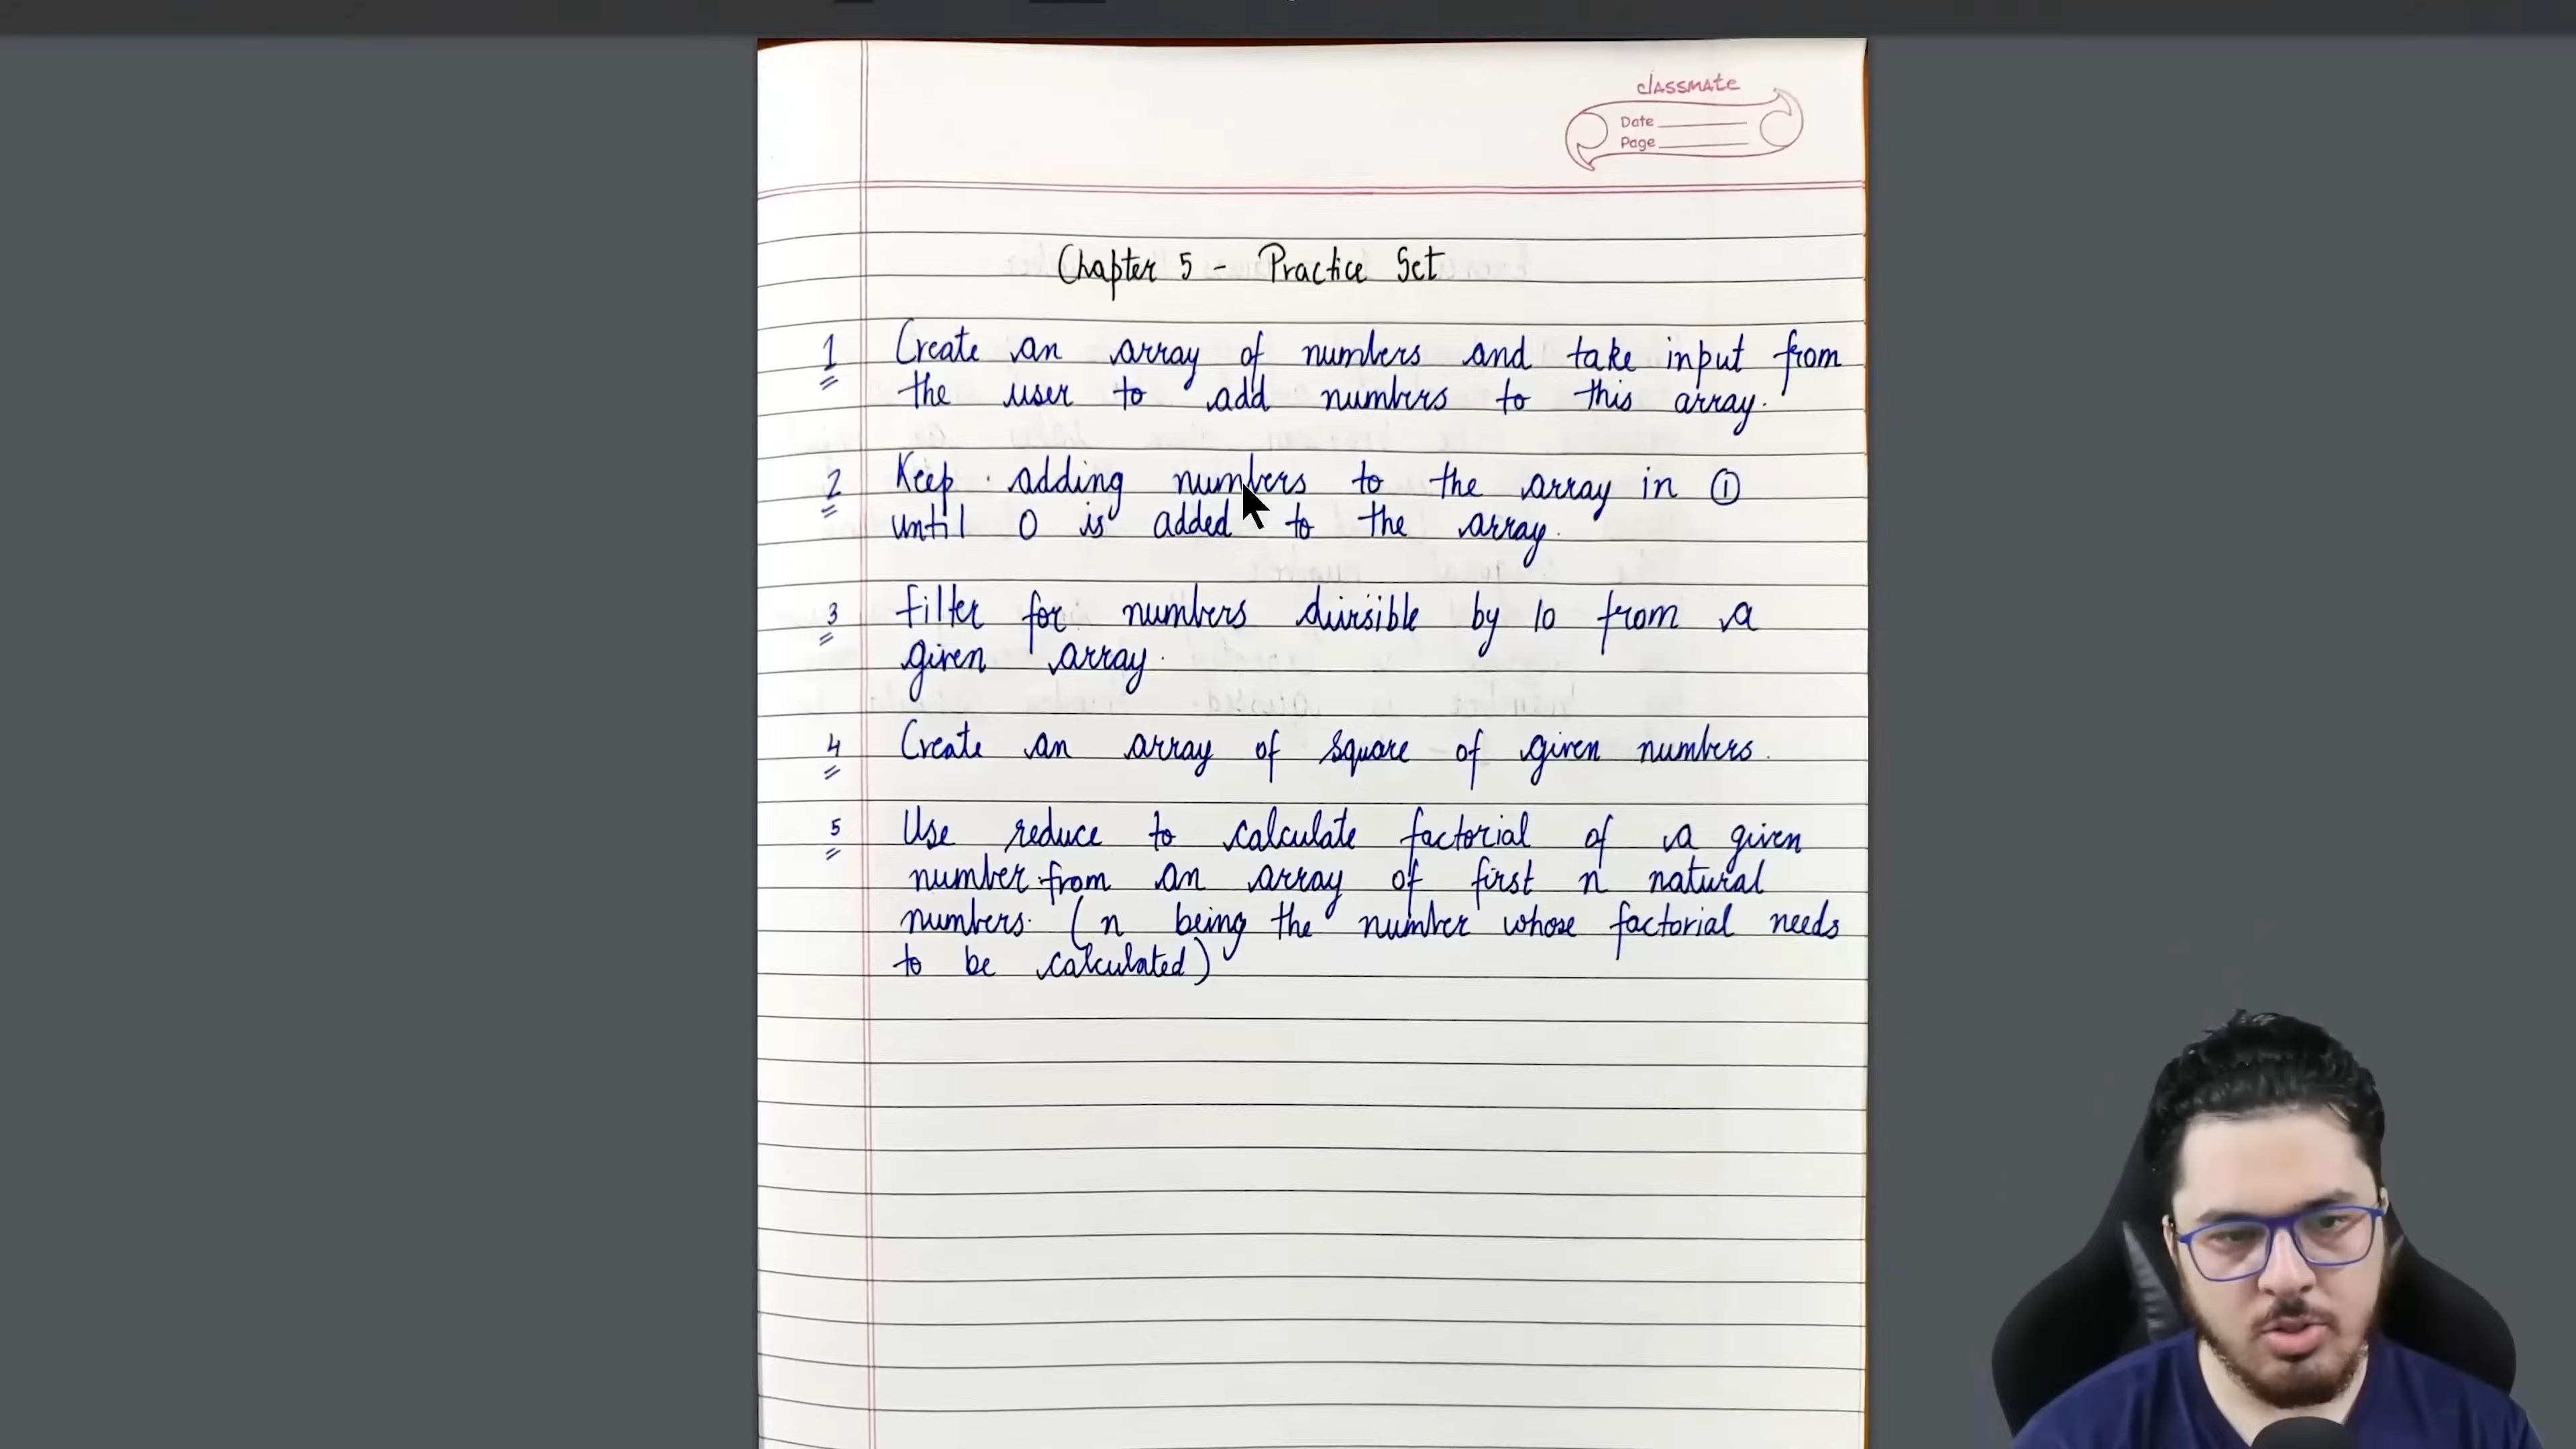 classmate
Date
Page
Chapter 5 - Practice Set
1 Create an array of numbers and take input from
the user to add numbers to this array.
2 Keep adding numbers to the array in ①
until 0 is added to the array.
3 filter for numbers divisible by 10 from a
given array.
4 Create an array of square of given numbers.
5 Use reduce to calculate factorial of a given
number from an array of first n natural
numbers. (n being the number whose factorial needs
to be calculated)